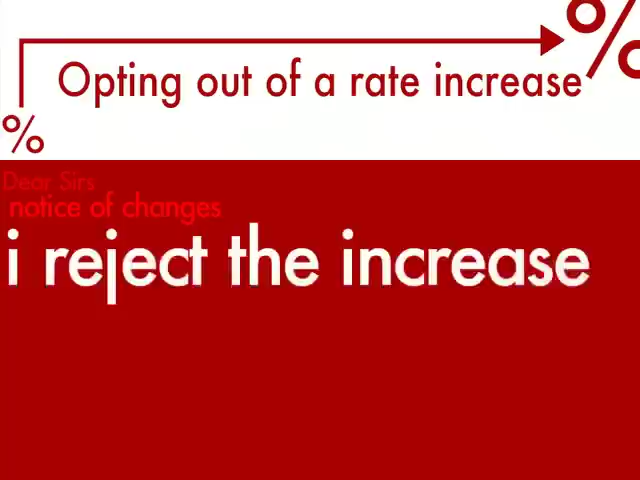 %
Opting out of a rate increase
%
Dear Sirs
notice of changes
i reject the increase